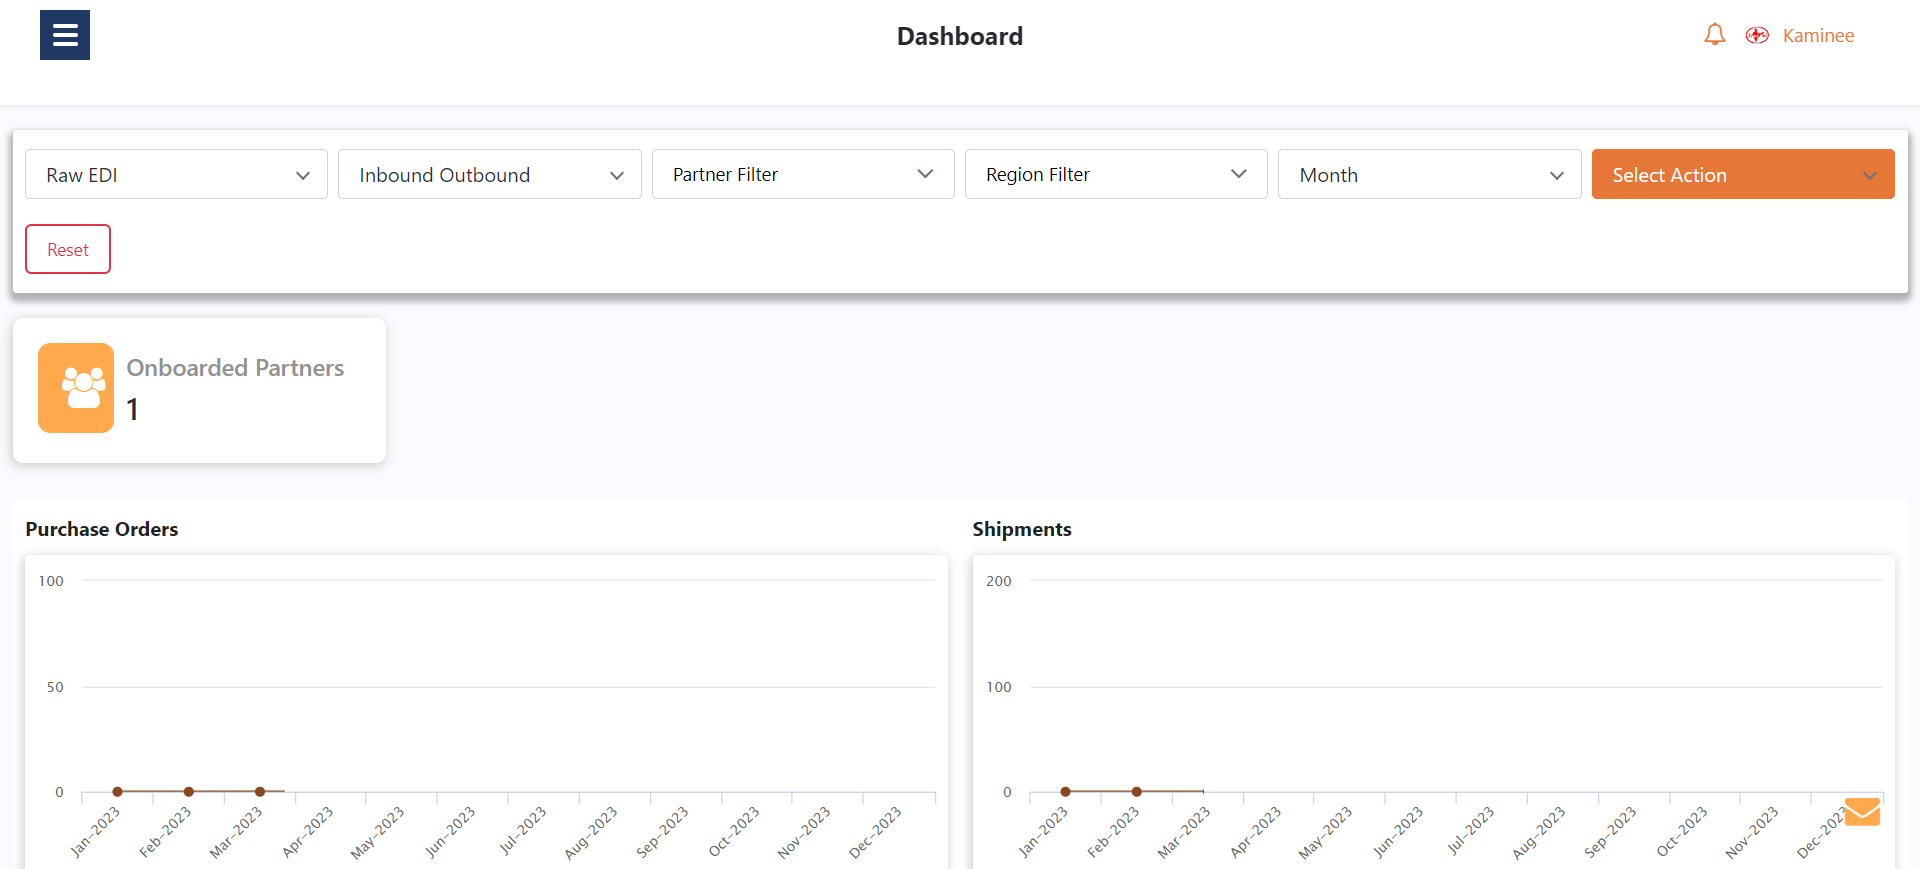 Dashboard
Kaminee
Raw EDI
Inbound Outbound
Partner Filter
Region Filter
Month
Select Action
Reset
Onboarded Partners
1
Purchase Orders
100
50
0
Jan-2023
Feb-2023
Mar-2023
Apr-2023
May-2023
Jun-2023
Jul-2023
Aug-2023
Sep-2023
Oct-2023
Nov-2023
Dec-2023
Shipments
200
100
0
Jan-2023
Feb-2023
Mar-2023
Apr-2023
May-2023
Jun-2023
Jul-2023
Aug-2023
Sep-2023
Oct-2023
Nov-2023
Dec-2023